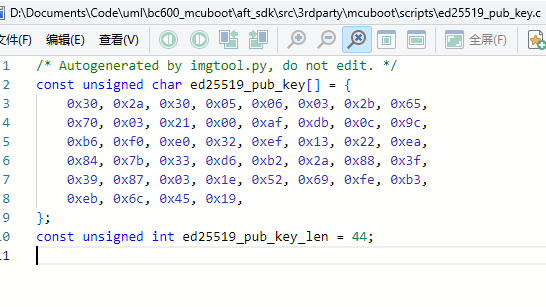 D:\Documents\Code\uml\bc600_mcuboot\aft_sdk\src\3rdparty\mcuboot\scripts\ed25519_pub_key.c
文件(F) 编辑(E) 查看(V) 全屏(F)
1 /* Autogenerated by imgtool.py, do not edit. */
2 const unsigned char ed25519_pub_key[] = {
3 0x30, 0x2a, 0x30, 0x05, 0x06, 0x03, 0x2b, 0x65,
4 0x70, 0x03, 0x21, 0x00, 0xaf, 0xdb, 0x0c, 0x9c,
5 0xb6, 0xf0, 0xe0, 0x32, 0xef, 0x13, 0x22, 0xea,
6 0x84, 0x7b, 0x33, 0xd6, 0xb2, 0x2a, 0x88, 0x3f,
7 0x39, 0x87, 0x03, 0x1e, 0x52, 0x69, 0xfe, 0xb3,
8 0xeb, 0x6c, 0x45, 0x19,
9 };
10 const unsigned int ed25519_pub_key_len = 44;
11